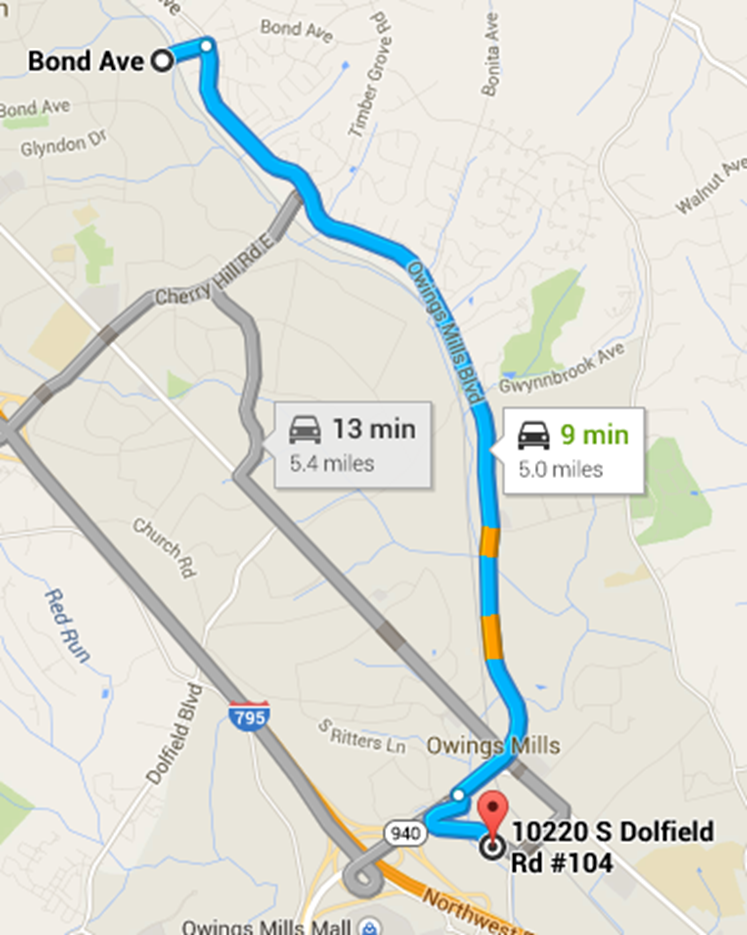 Bond Ave
Timber Grove Rd
Bonita Ave
Bond Ave
Bond Ave
Glyndon Dr
Walnut Ave
Cherry Hill Rd E
Owings Mills Blvd
Gwynnbrook Ave
13 min
5.4 miles
9 min
5.0 miles
Church Rd
Red Run
795
Dolfield Blvd
S Ritters Ln
Owings Mills
940
10220 S Dolfield
Rd #104
Northwest
Owings Mills Mall